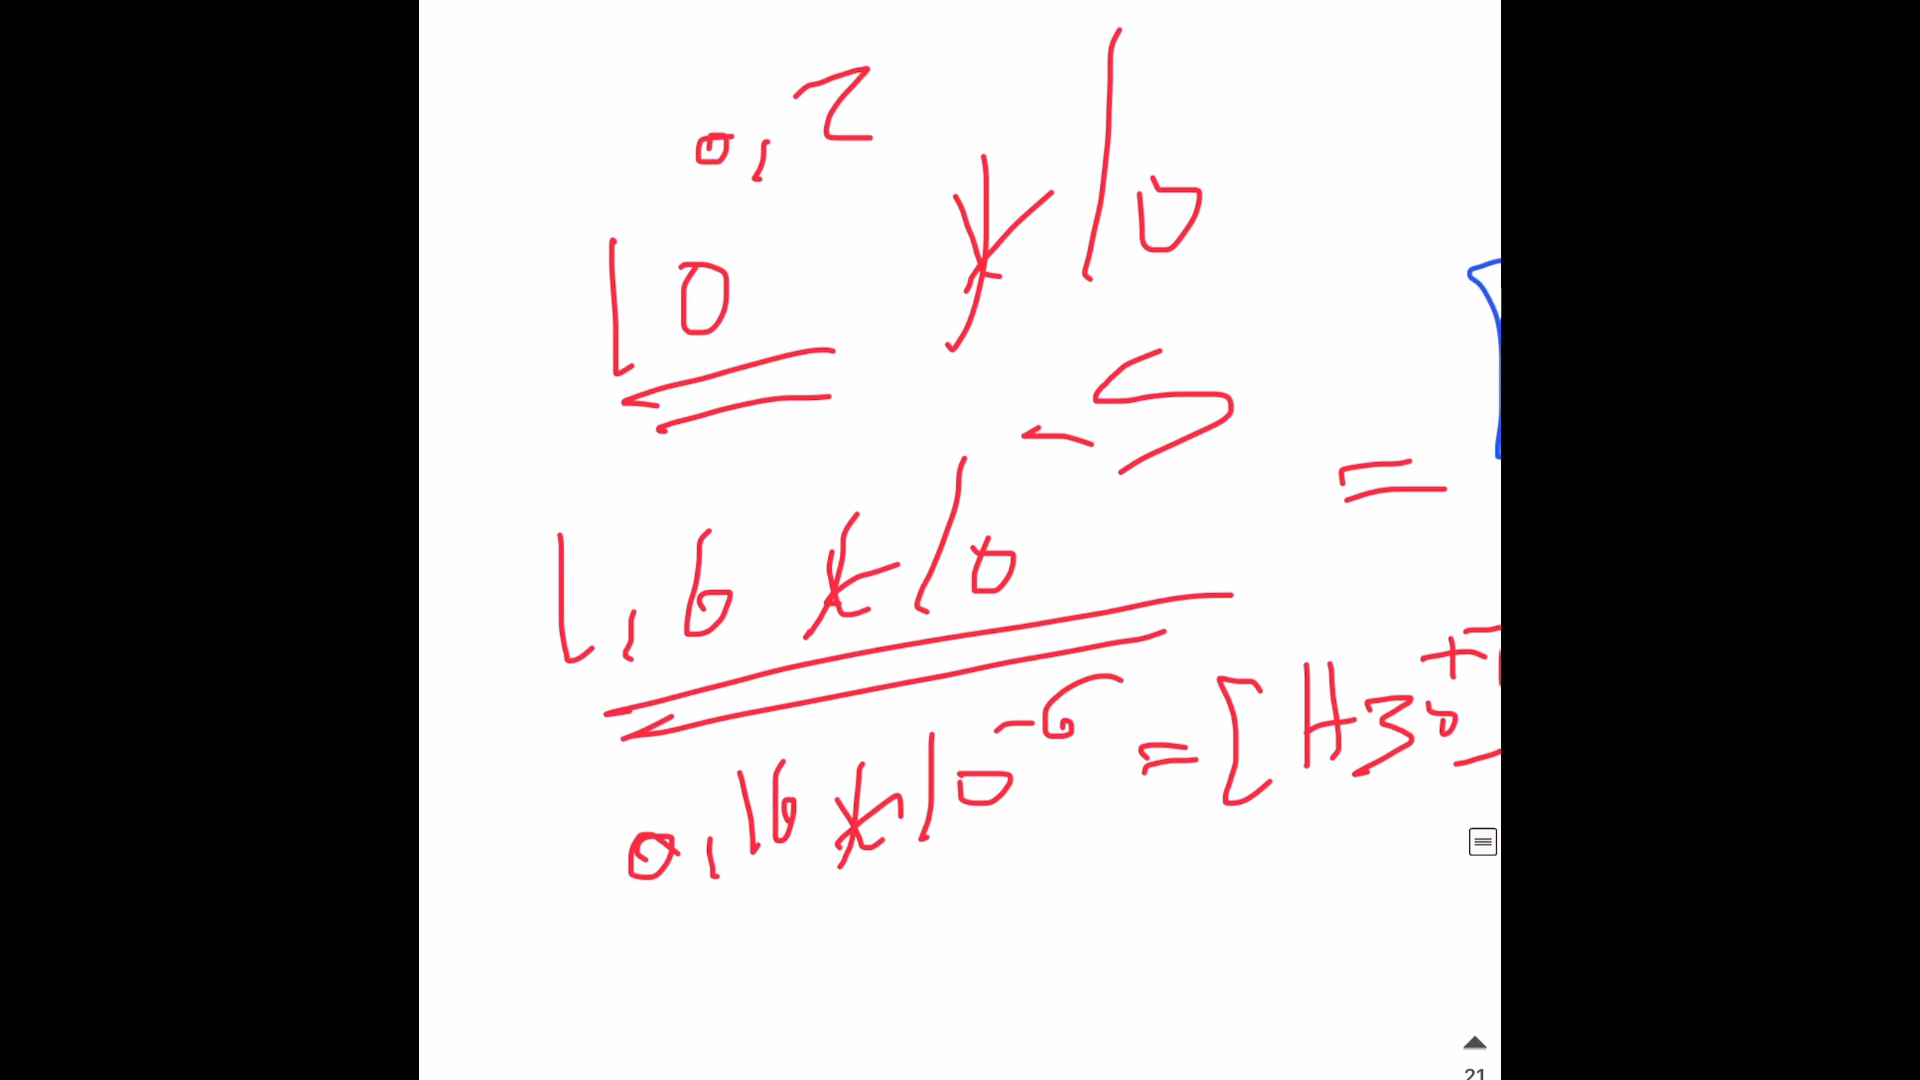 0,2
10 * 10
-5 =
1,6 * 10
0,16 * 10^-6 = [H3O+]
21